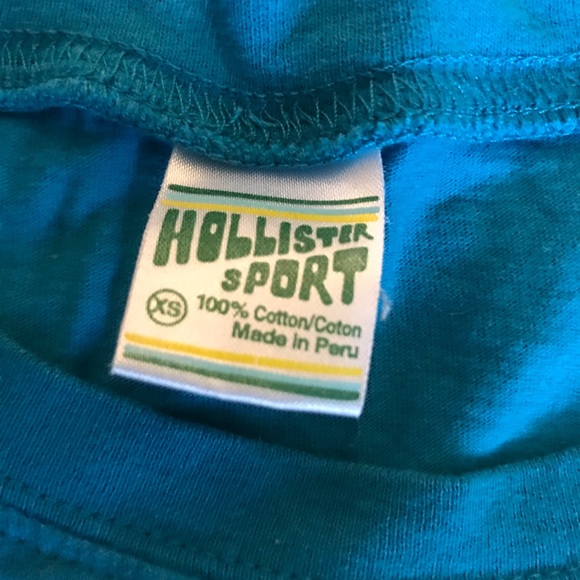 HOLLISTER
SPORT
XS 100% Cotton/Coton
Made in Peru